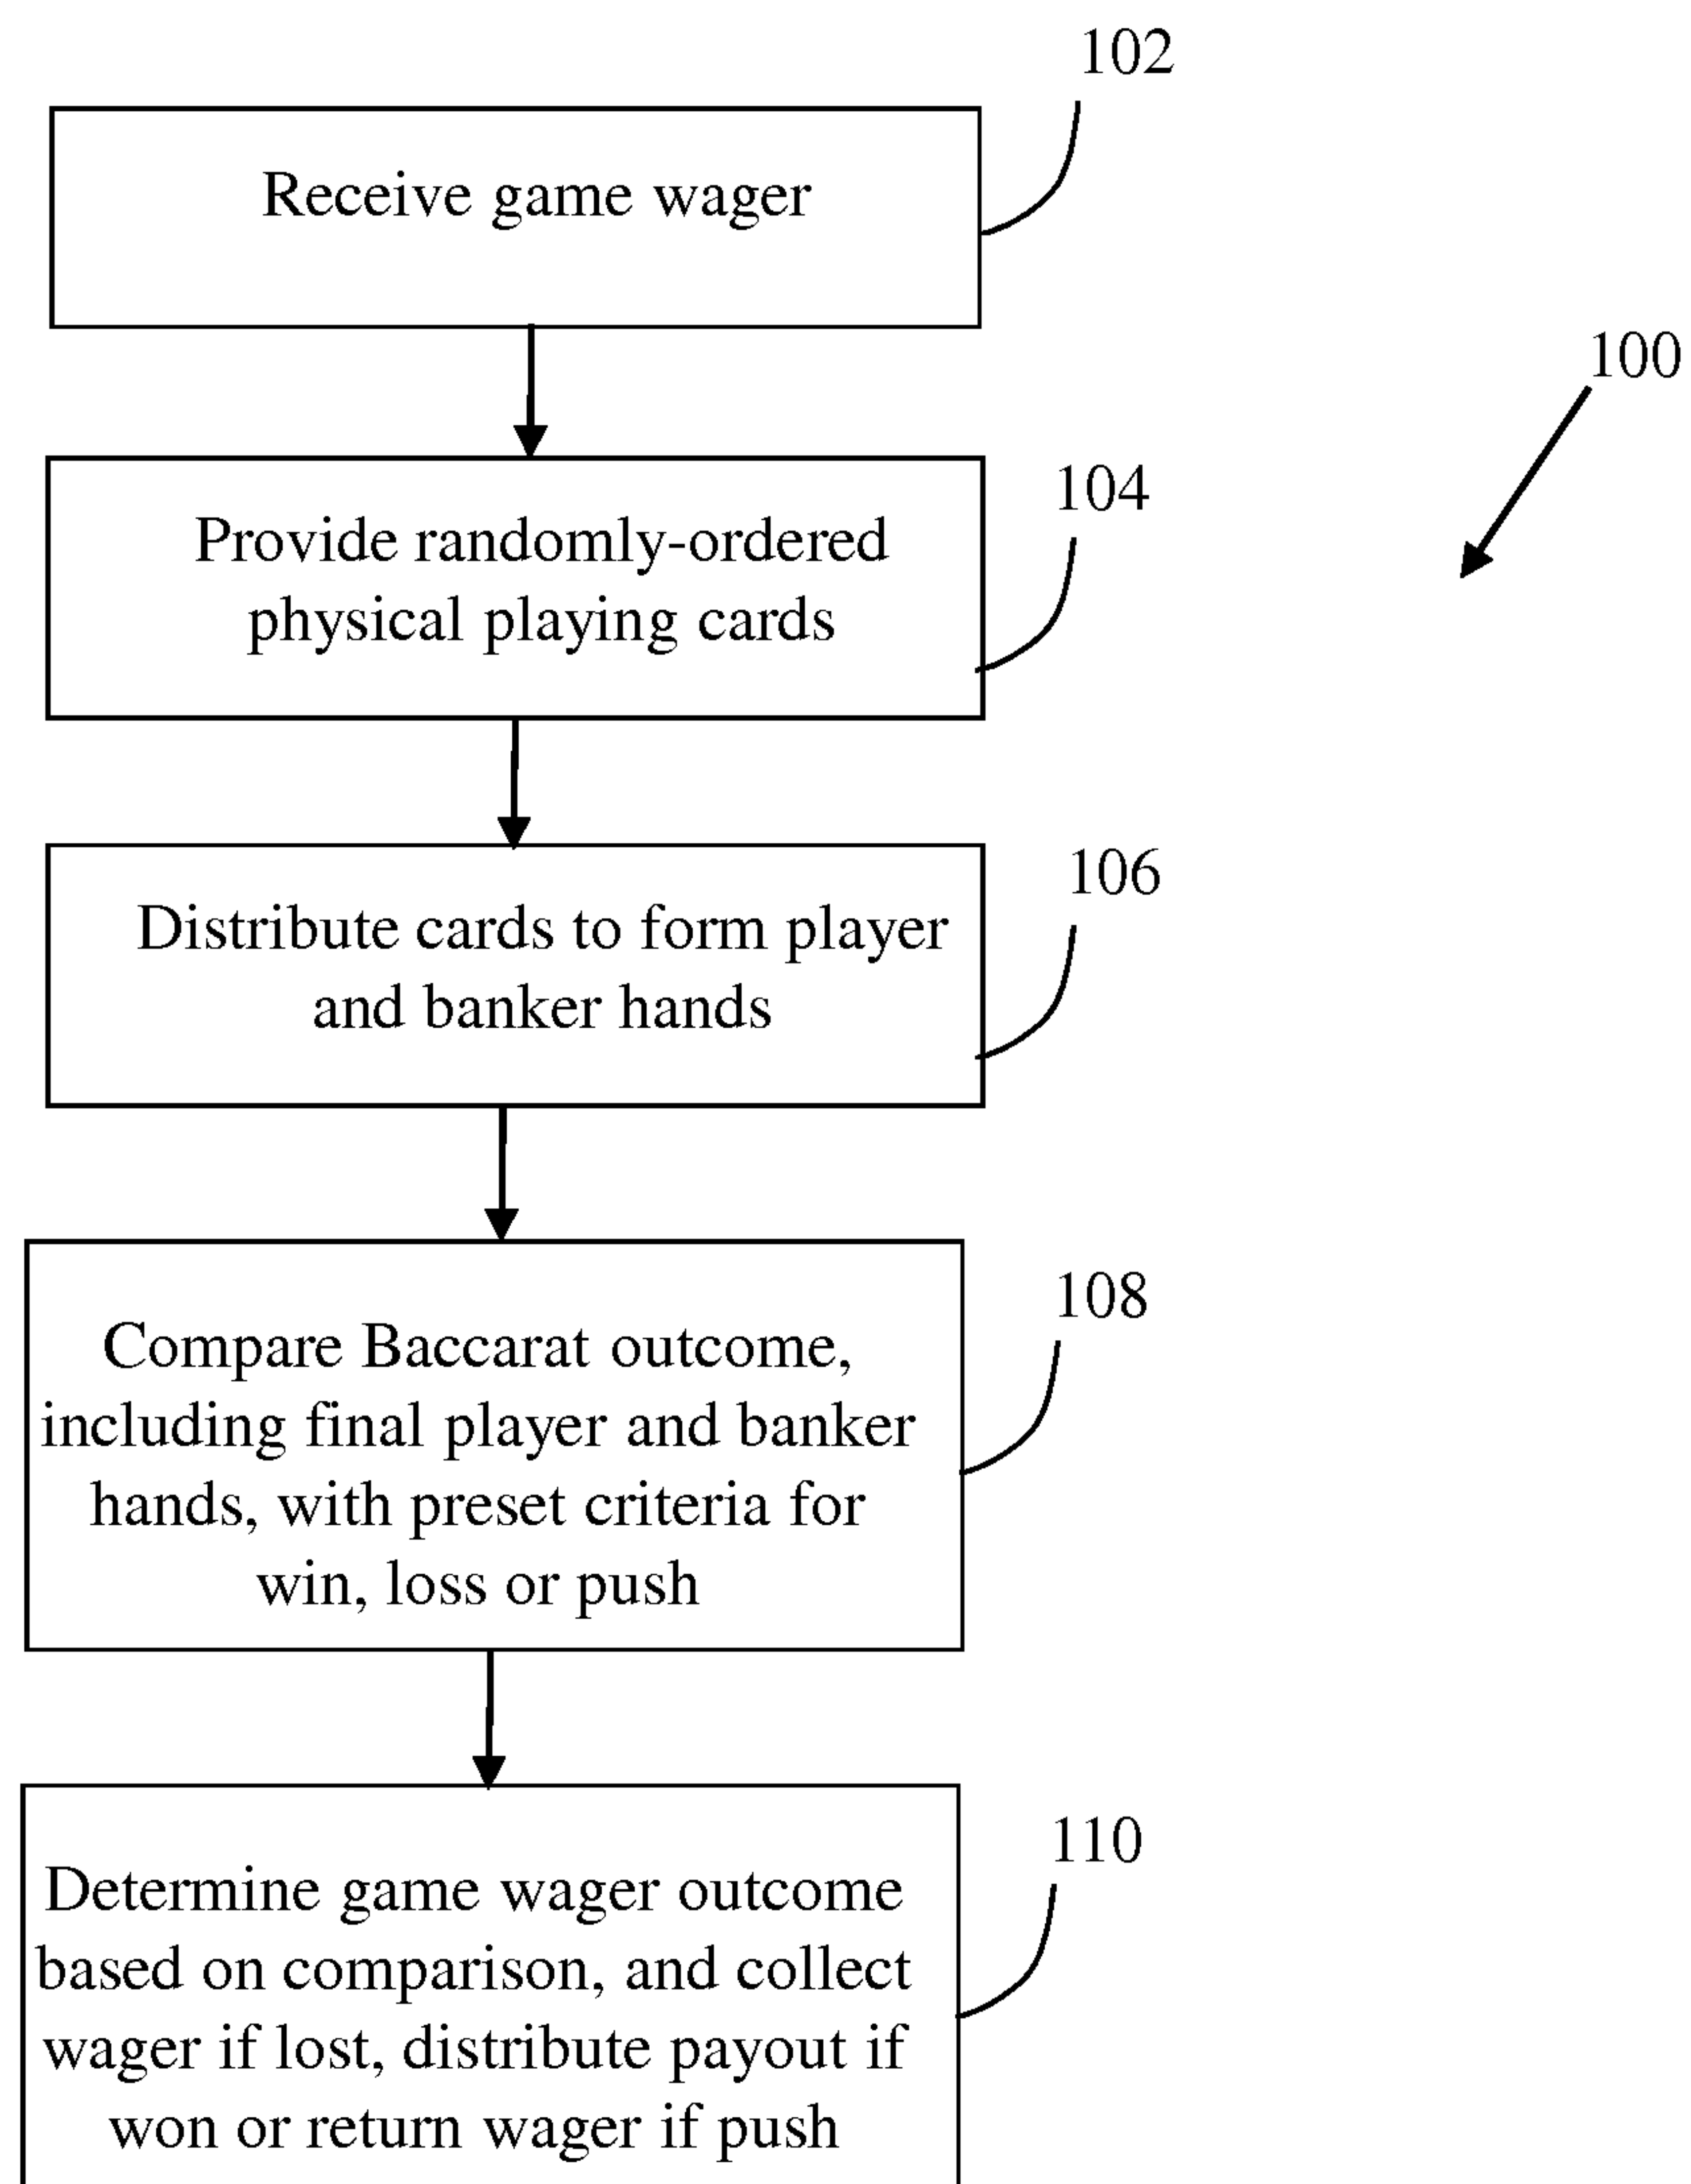 102
Receive game wager
100
104
Provide randomly-ordered
physical playing cards
106
Distribute cards to form player
and banker hands
108
Compare Baccarat outcome,
including final player and banker
hands, with preset criteria for
win, loss or push
110
Determine game wager outcome
based on comparison, and collect
wager if lost, distribute payout if
won or return wager if push